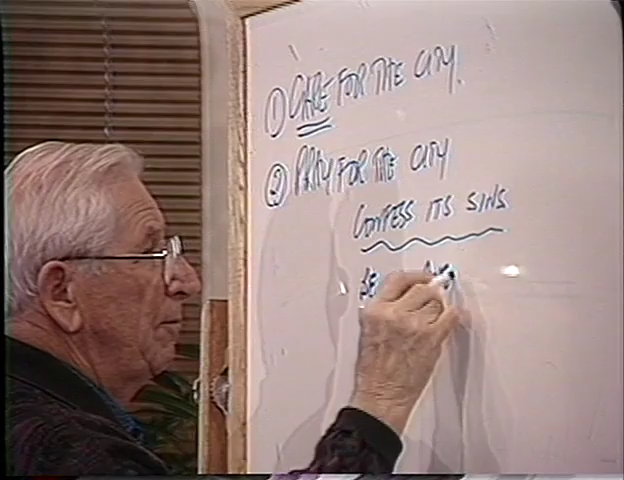 ① CARE FOR THE CITY.
② PRAY FOR THE CITY
CONFESS ITS SINS